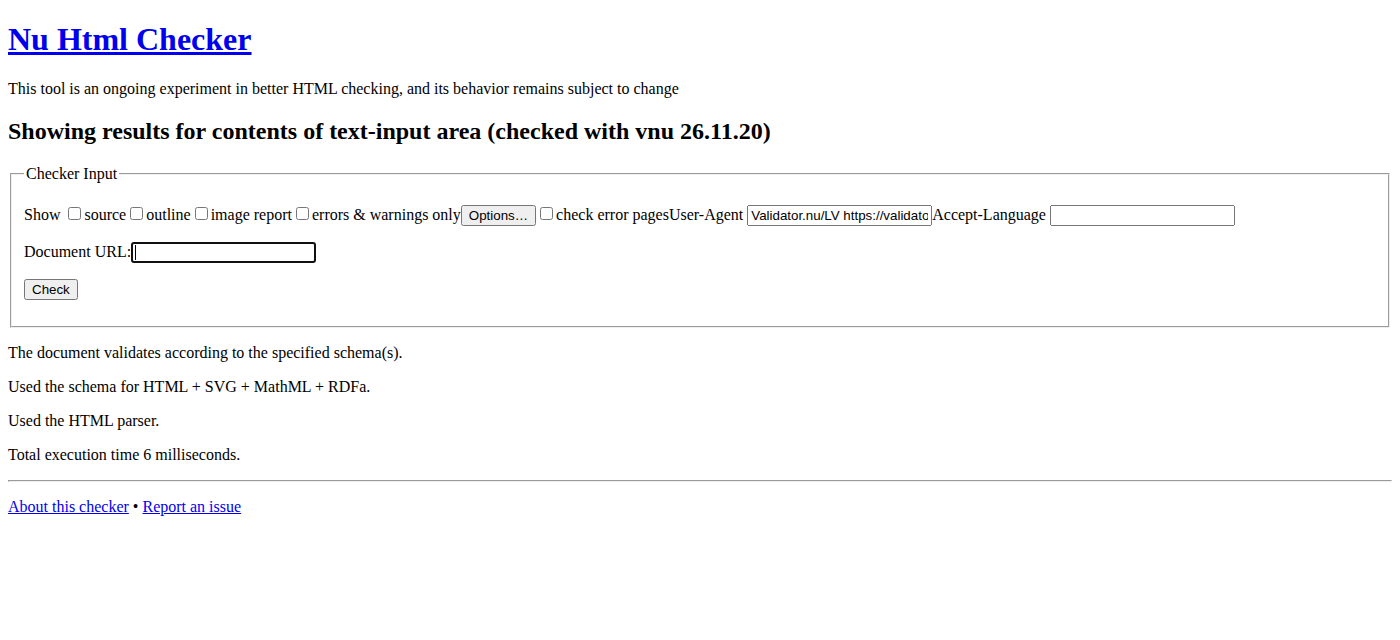 Nu Html Checker
This tool is an ongoing experiment in better HTML checking, and its behavior remains subject to change
Showing results for contents of text-input area (checked with vnu 26.11.20)
Checker Input
Show source outline image report errors & warnings only Options… check error pagesUser-Agent Validator.nu/LV https://validato Accept-Language
Document URL:
Check
The document validates according to the specified schema(s).
Used the schema for HTML + SVG + MathML + RDFa.
Used the HTML parser.
Total execution time 6 milliseconds.
About this checker • Report an issue